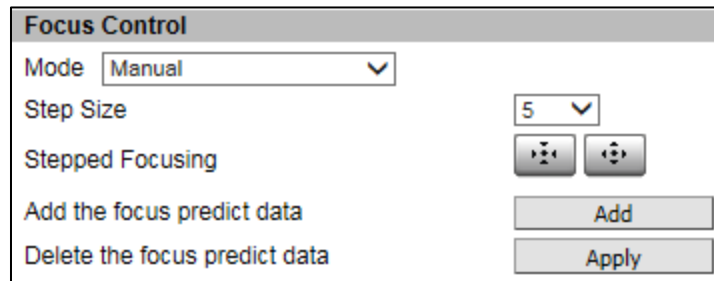 Focus Control
Mode Manual
Step Size 5
Stepped Focusing
Add the focus predict data Add
Delete the focus predict data Apply